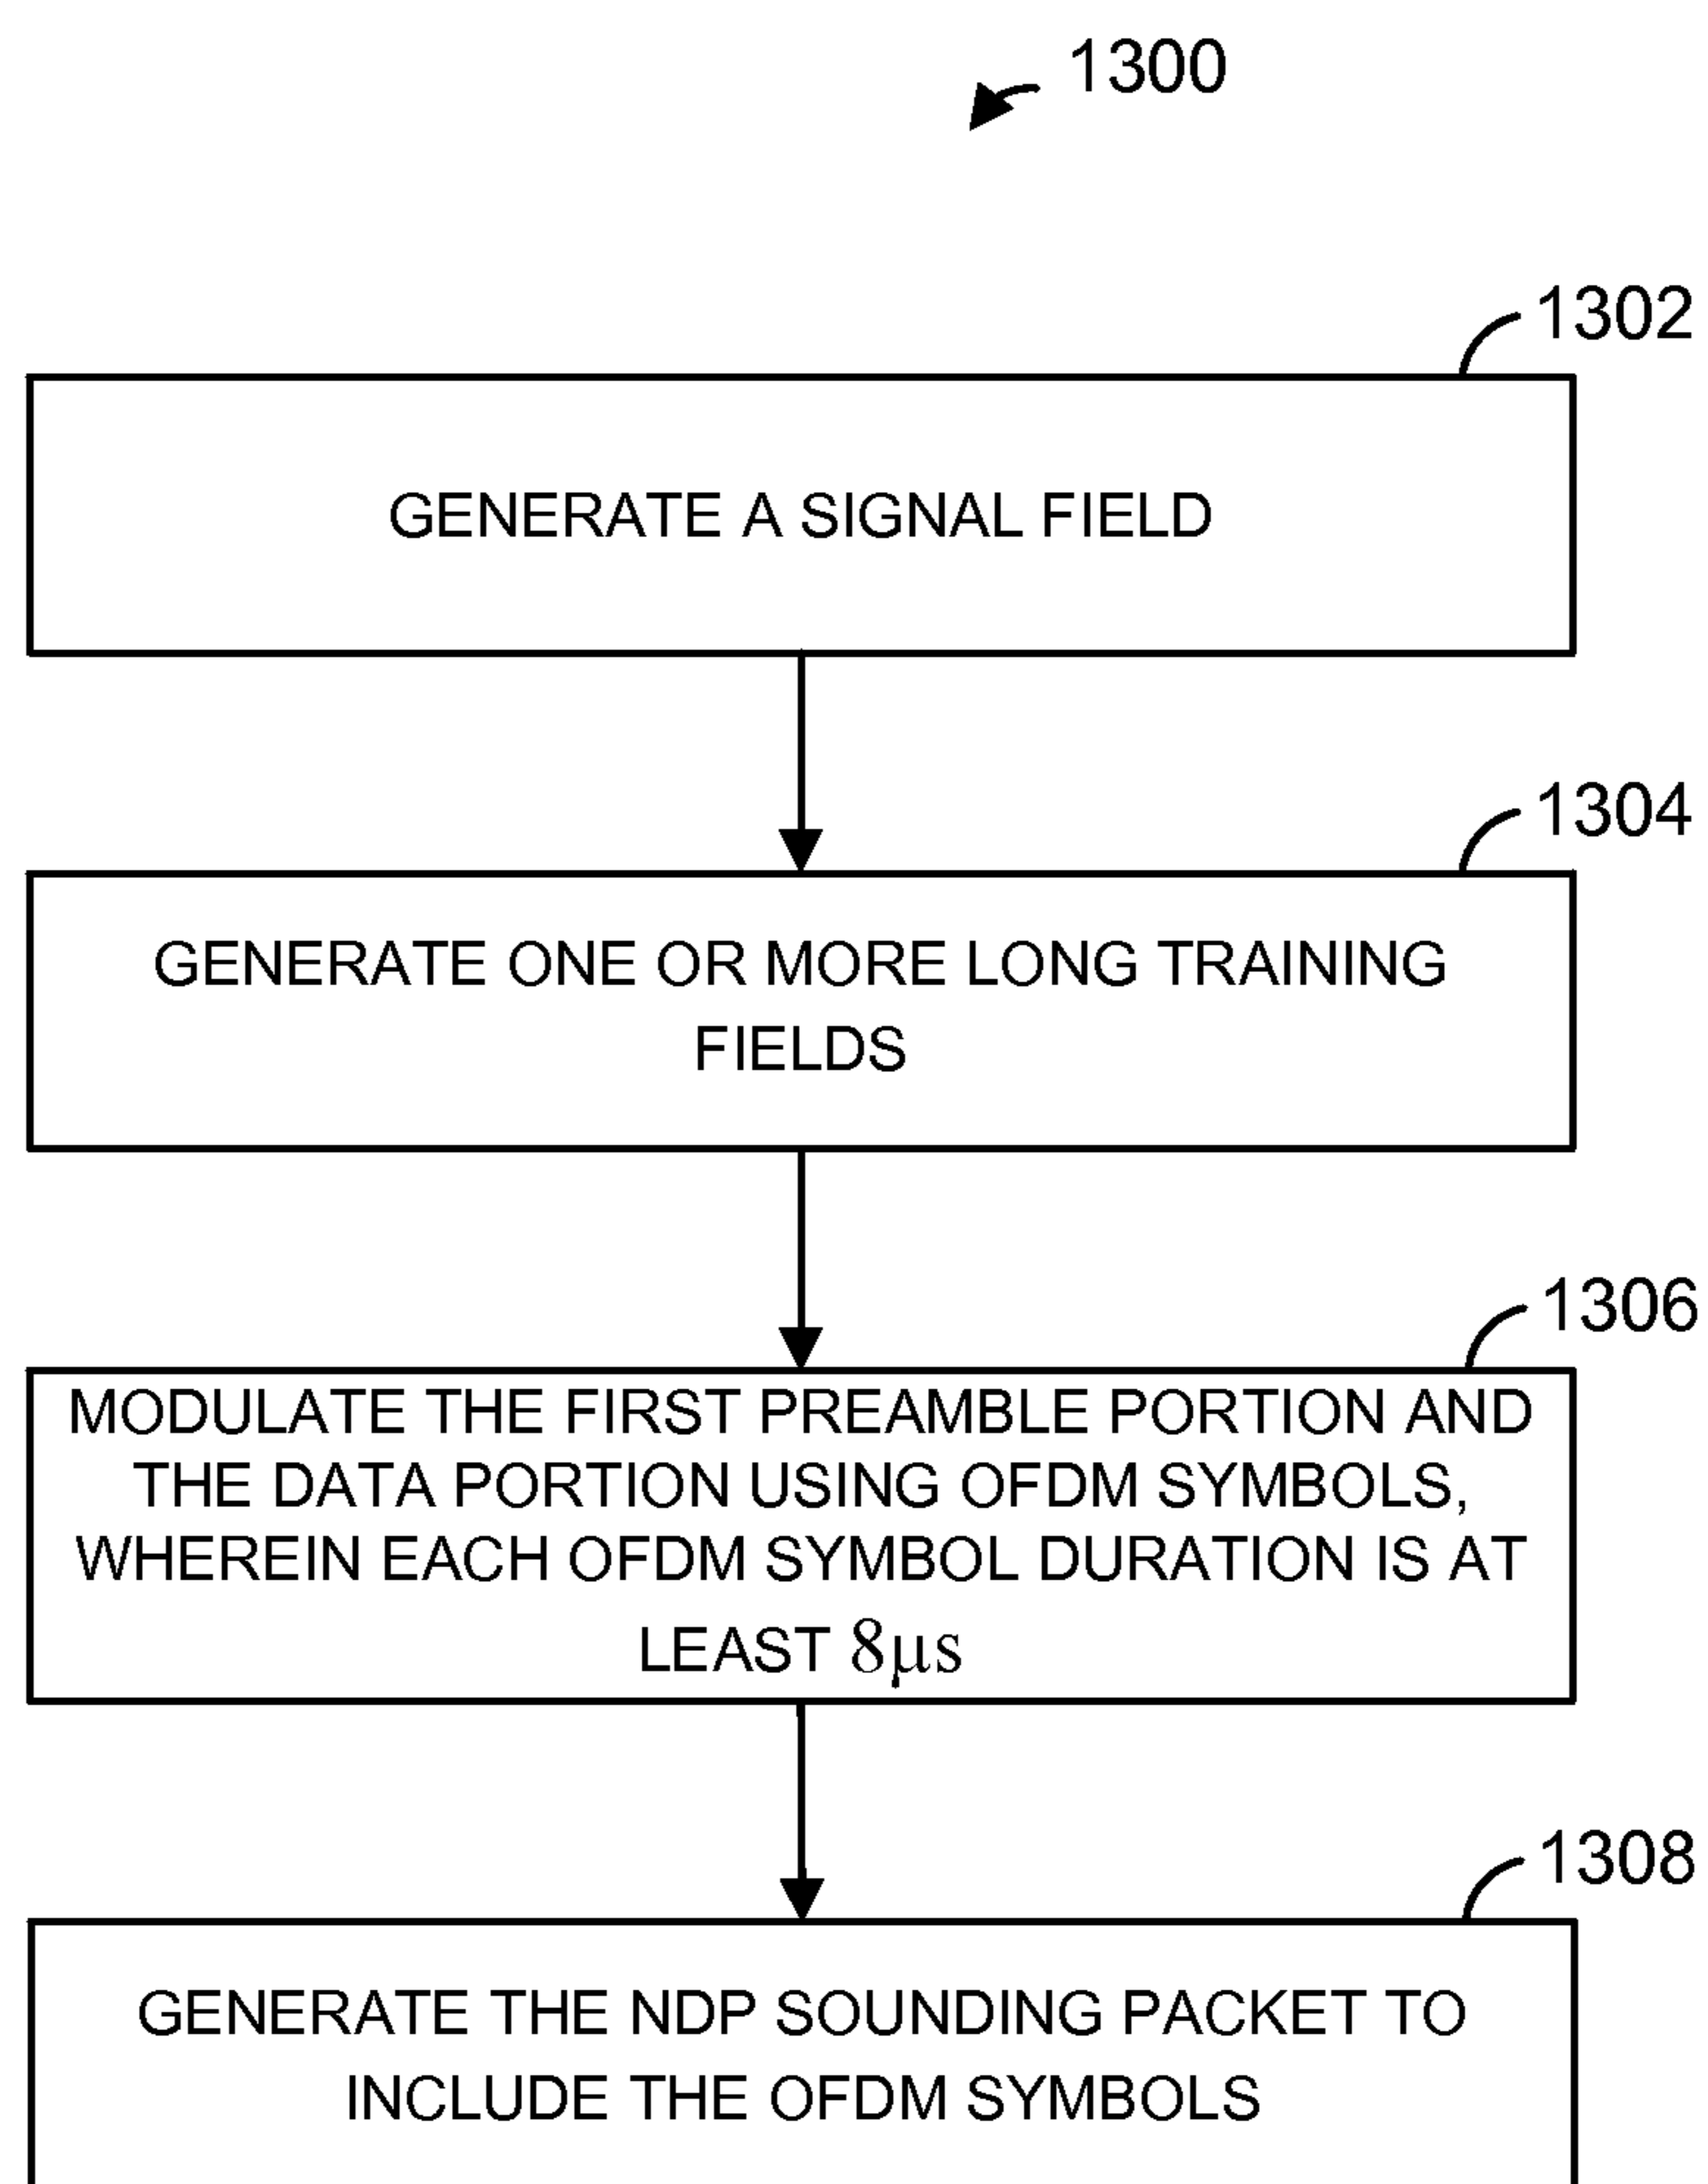 1300
1302
GENERATE A SIGNAL FIELD
1304
GENERATE ONE OR MORE LONG TRAINING
FIELDS
1306
MODULATE THE FIRST PREAMBLE PORTION AND
THE DATA PORTION USING OFDM SYMBOLS,
WHEREIN EACH OFDM SYMBOL DURATION IS AT
LEAST 8μs
1308
GENERATE THE NDP SOUNDING PACKET TO
INCLUDE THE OFDM SYMBOLS